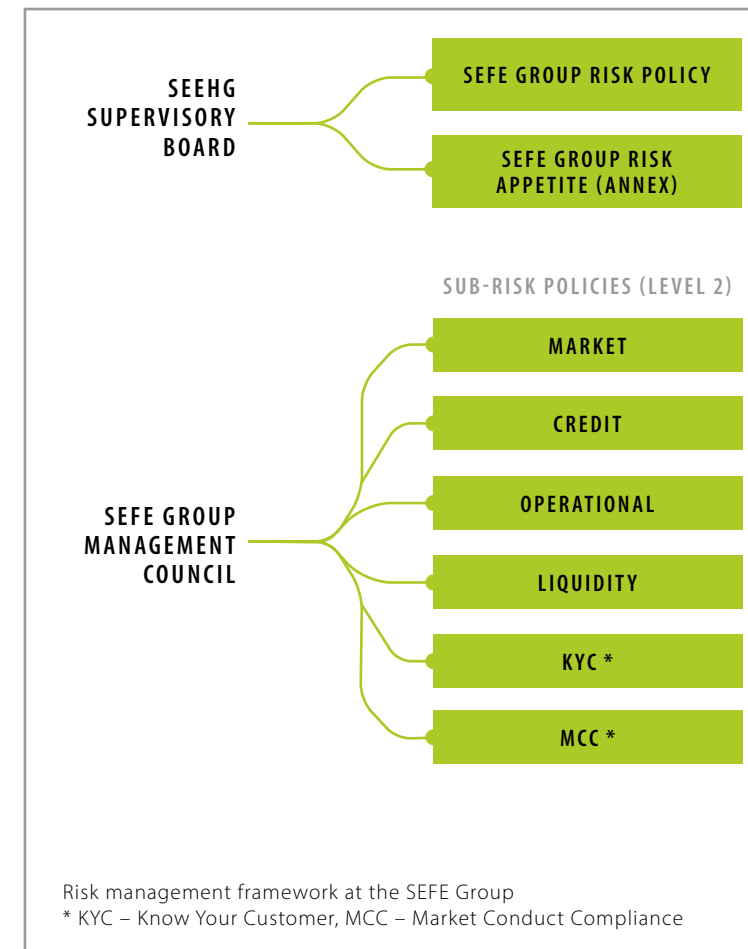 SEEHG
SUPERVISORY
BOARD
SEFE GROUP RISK POLICY
SEFE GROUP RISK
APPETITE (ANNEX)
SUB-RISK POLICIES (LEVEL 2)
SEFE GROUP
MANAGEMENT
COUNCIL
MARKET
CREDIT
OPERATIONAL
LIQUIDITY
KYC *
MCC *
Risk management framework at the SEFE Group
* KYC – Know Your Customer, MCC – Market Conduct Compliance